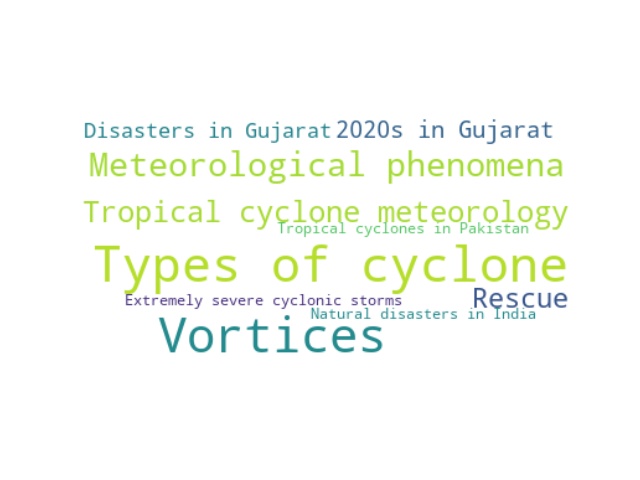 Disasters in Gujarat 2020s in Gujarat
Meteorological phenomena
Tropical cyclone meteorology
Tropical cyclones in Pakistan
Types of cyclone
Extremely severe cyclonic storms Rescue
Natural disasters in India
Vortices